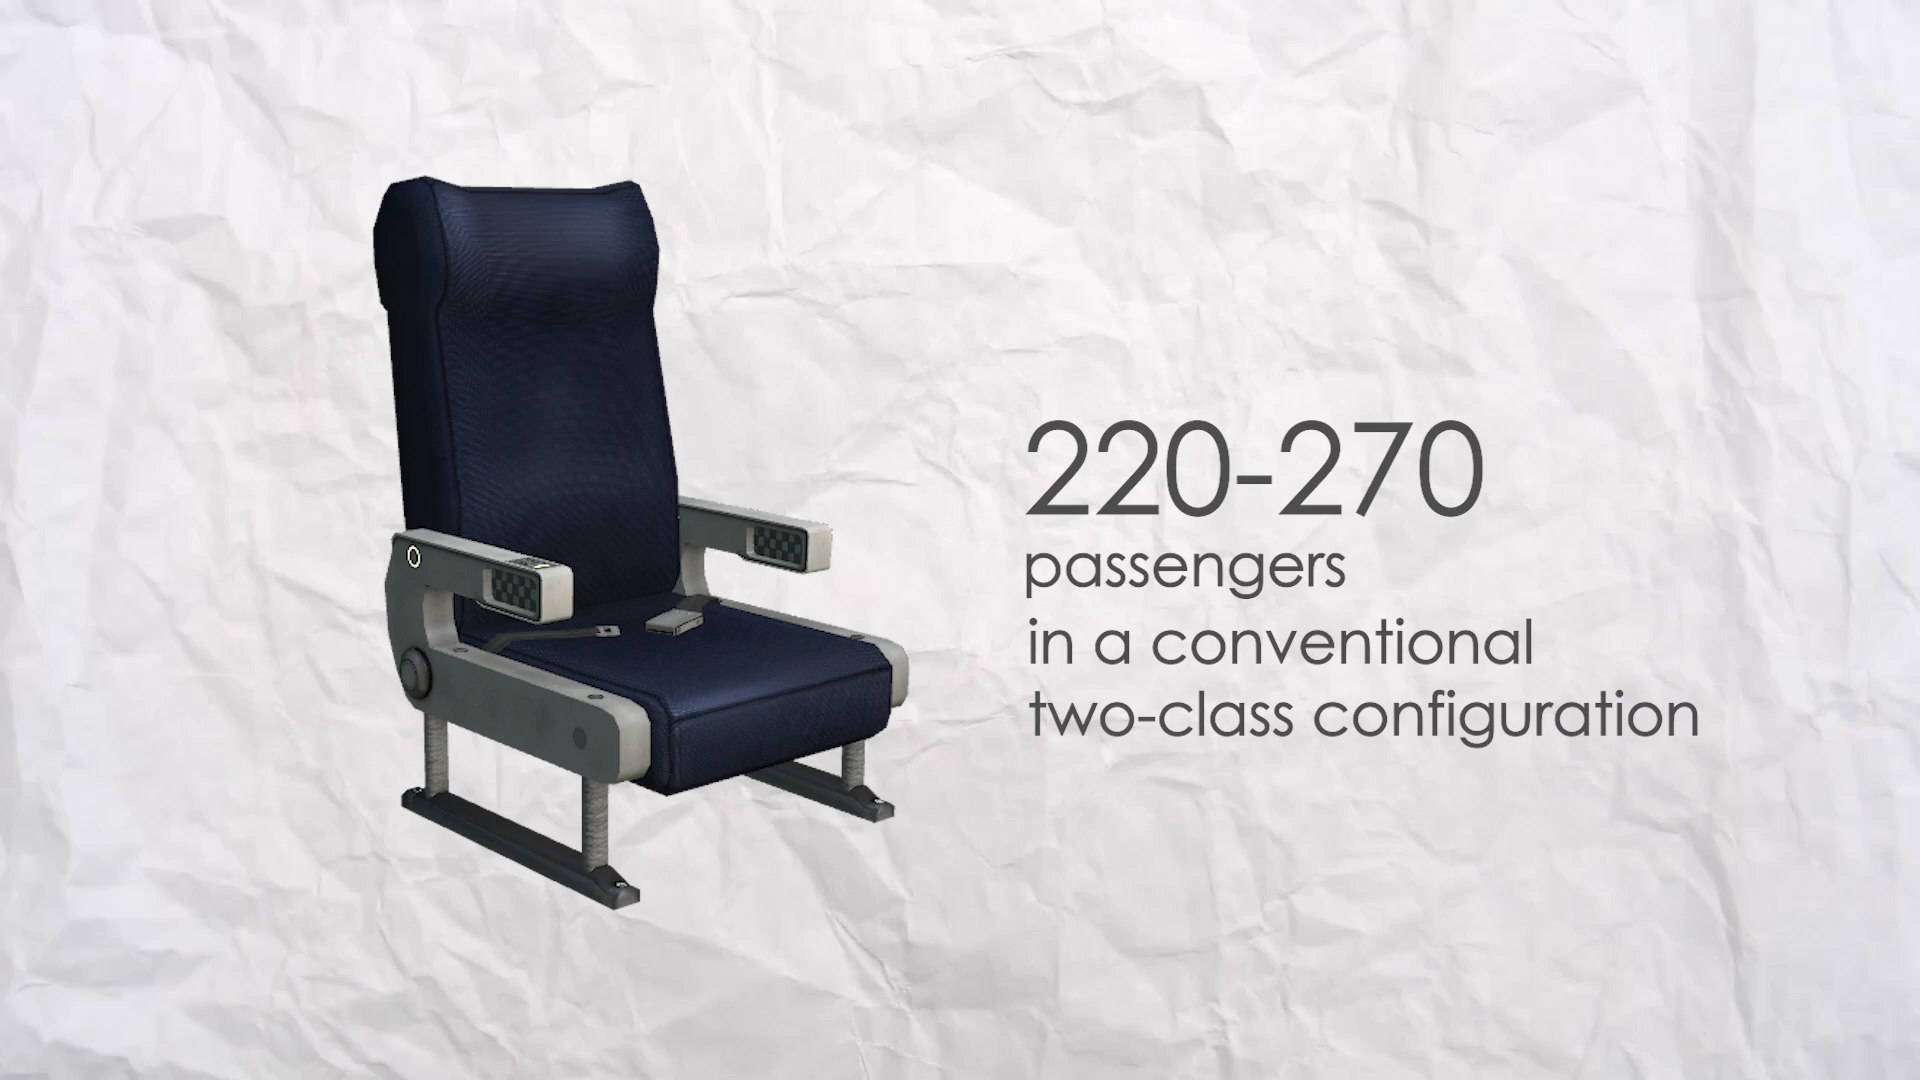 220-270
passengers
in a conventional
two-class configuration